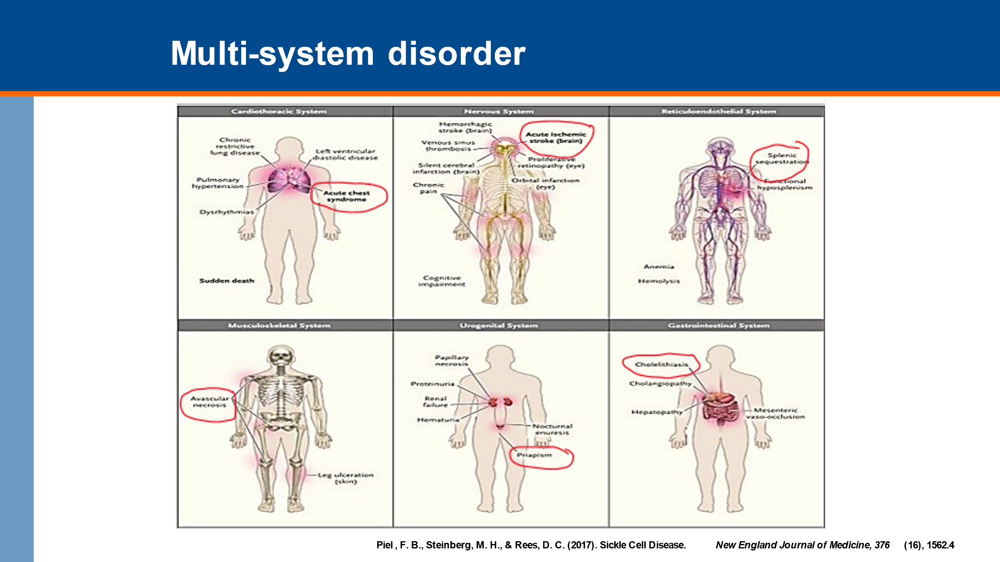 Multi-system disorder
Cardiothoracic System
Chronic
restrictive
lung disease
Left ventricular
diastolic disease
Pulmonary
hypertension
Acute chest
syndrome
Dysrhythmias
Sudden death
Nervous System
Hemorrhagic
stroke (brain)
Acute ischemic
stroke (brain)
Venous sinus
thrombosis
Proliferative
retinopathy (eye)
Silent cerebral
infarction (brain)
Orbital infarction
(eye)
Chronic
pain
Cognitive
impairment
Reticuloendothelial System
Splenic
sequestration
Functional
hyposplenism
Anemia
Hemolysis
Musculoskeletal System
Avascular
necrosis
Leg ulceration
(skin)
Urogenital System
Papillary
necrosis
Proteinuria
Renal
failure
Hematuria
Nocturnal
enuresis
Priapism
Gastrointestinal System
Cholelithiasis
Cholangiopathy
Hepatopathy
Mesenteric
vaso-occlusion
Piel , F. B., Steinberg, M. H., & Rees, D. C. (2017). Sickle Cell Disease. New England Journal of Medicine, 376 (16), 1562.4